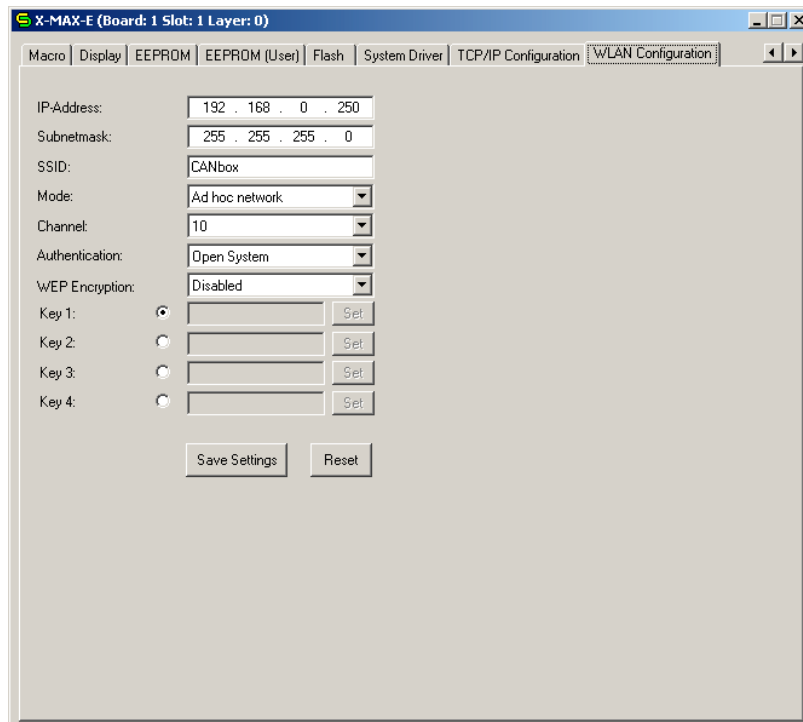 X-MAX-E (Board: 1 Slot: 1 Layer: 0)
Macro Display EEPROM EEPROM (User) Flash System Driver TCP/IP Configuration WLAN Configuration
IP-Address: 192 . 168 . 0 . 250
Subnetmask: 255 . 255 . 255 . 0
SSID: CANbox
Mode: Ad hoc network
Channel: 10
Authentication: Open System
WEP Encryption: Disabled
Key 1: Set
Key 2: Set
Key 3: Set
Key 4: Set
Save Settings Reset